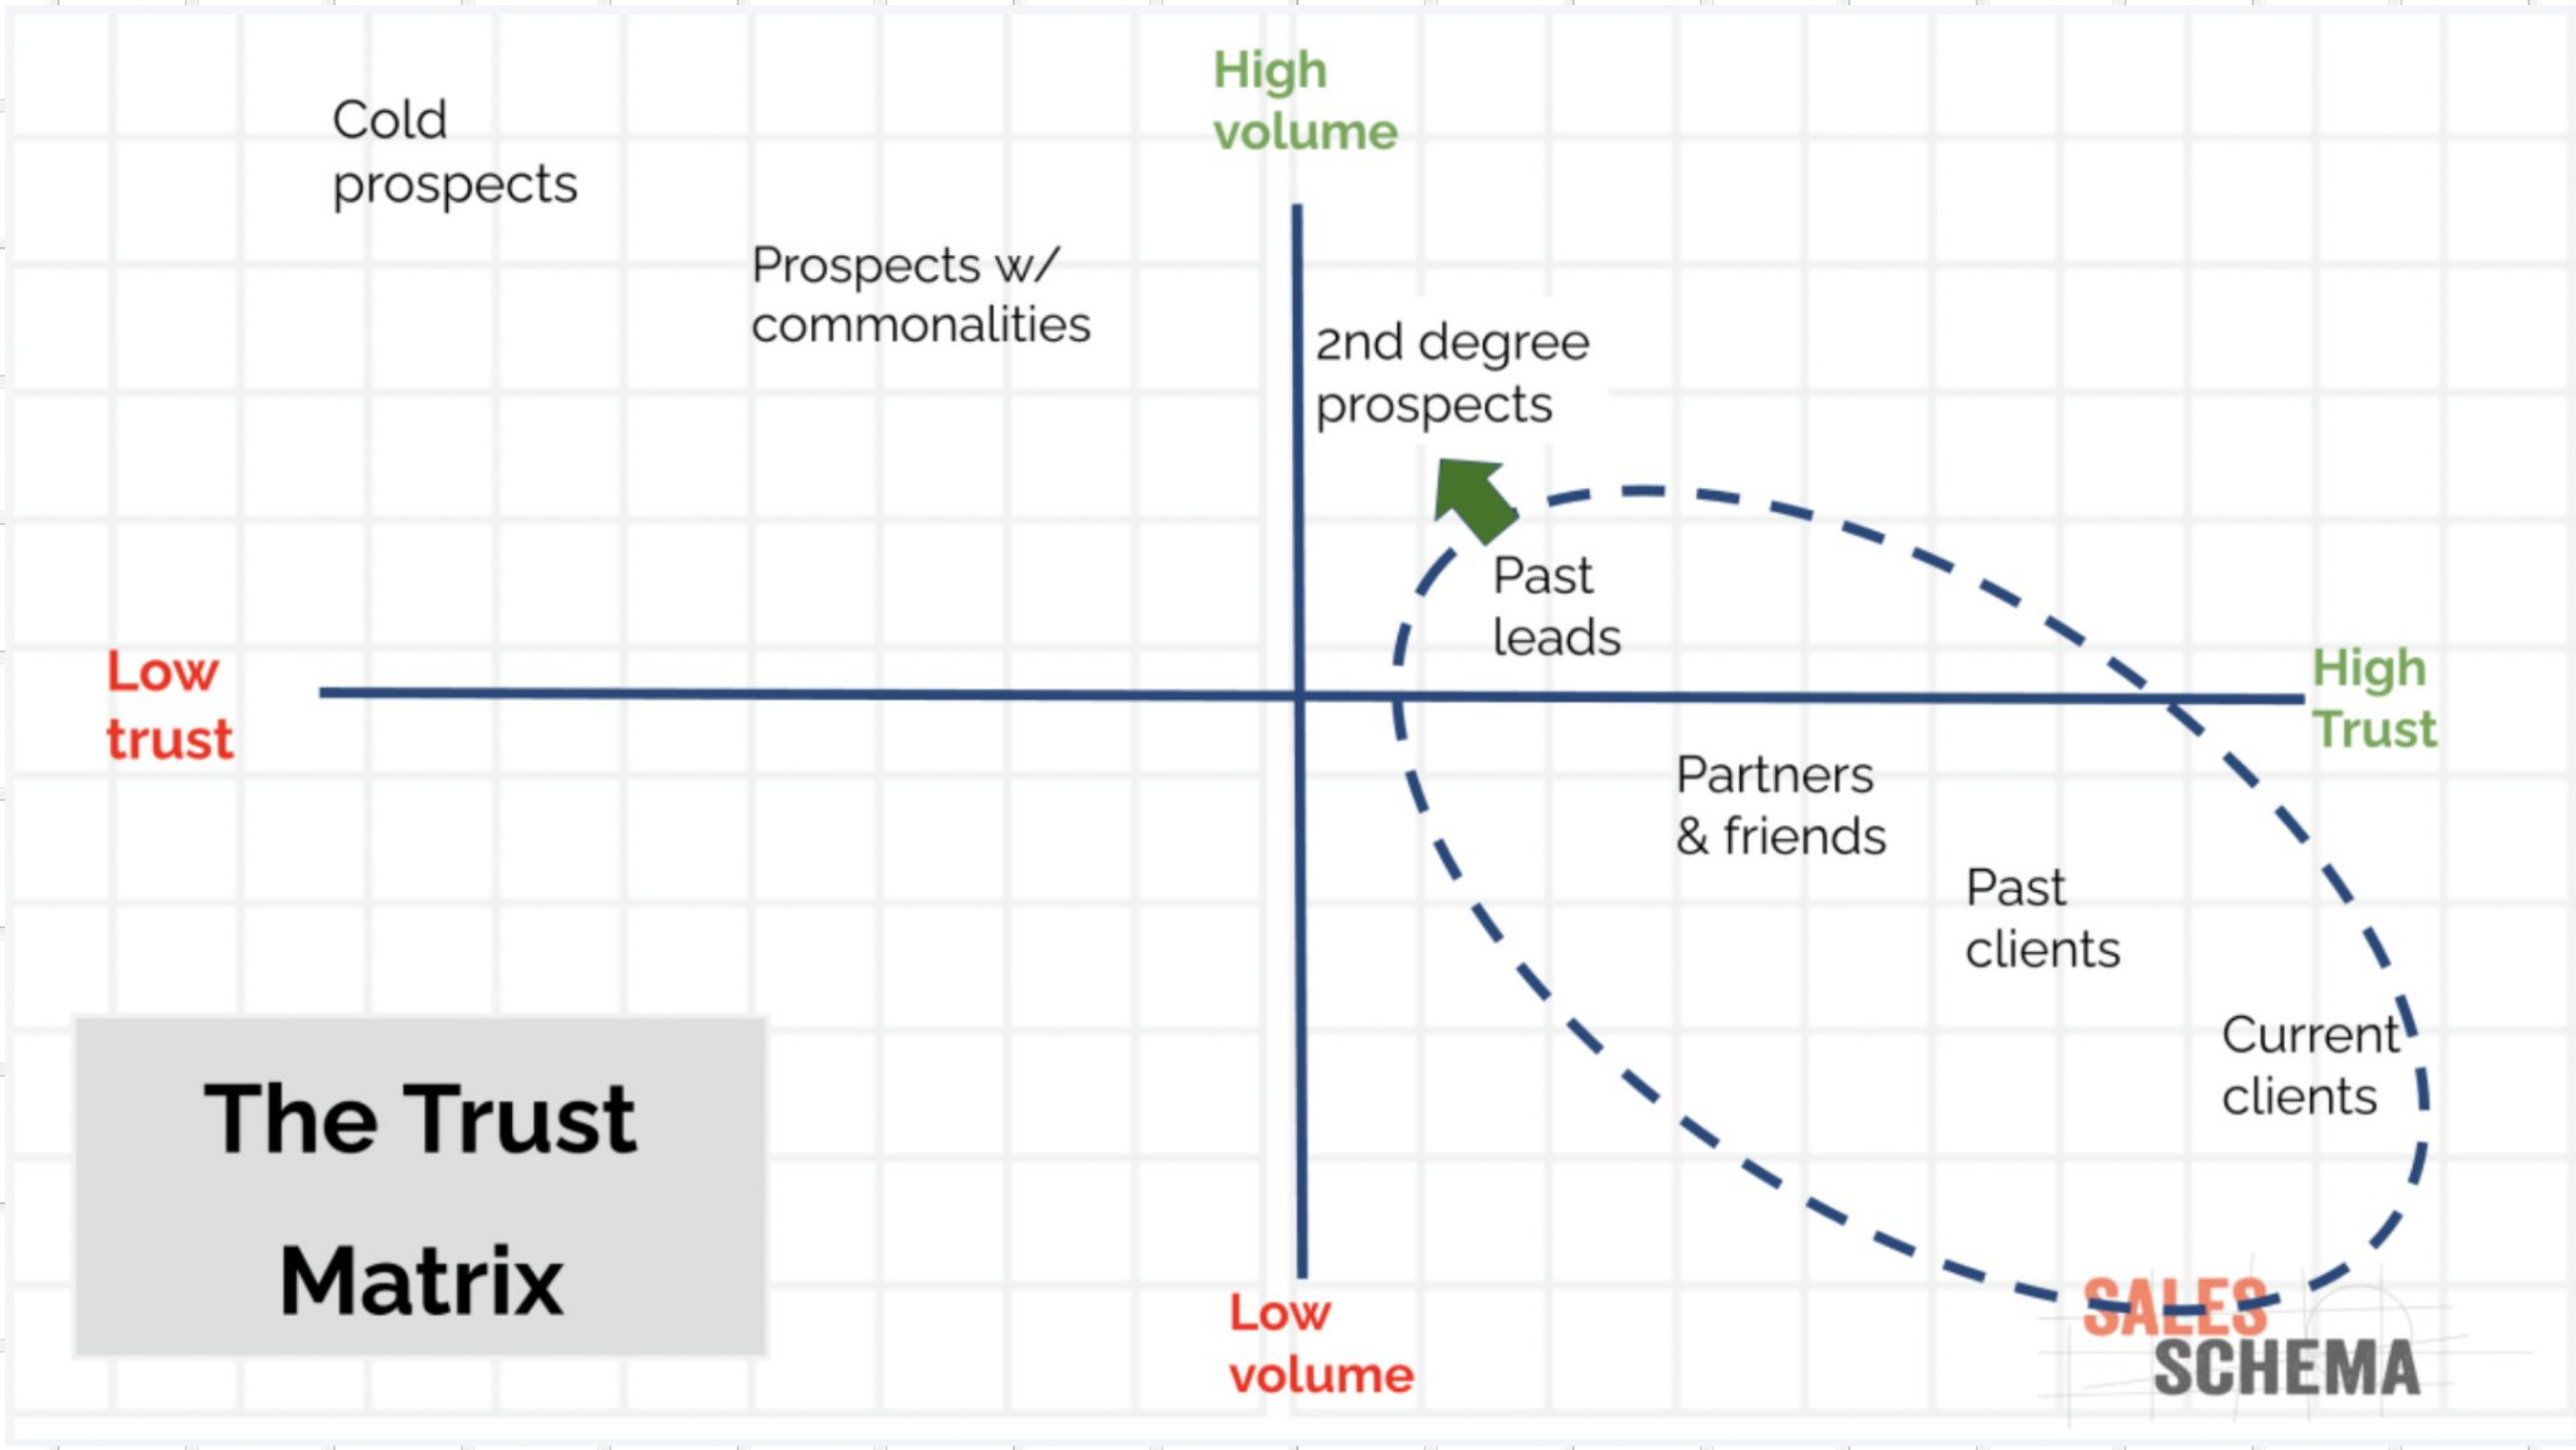 High
volume
Cold
prospects
Prospects w/
commonalities
2nd degree
prospects
Past
leads
Low
trust
High
Trust
Partners
& friends
Past
clients
Current
clients
The Trust
Matrix
Low
volume
SALES
SCHEMA